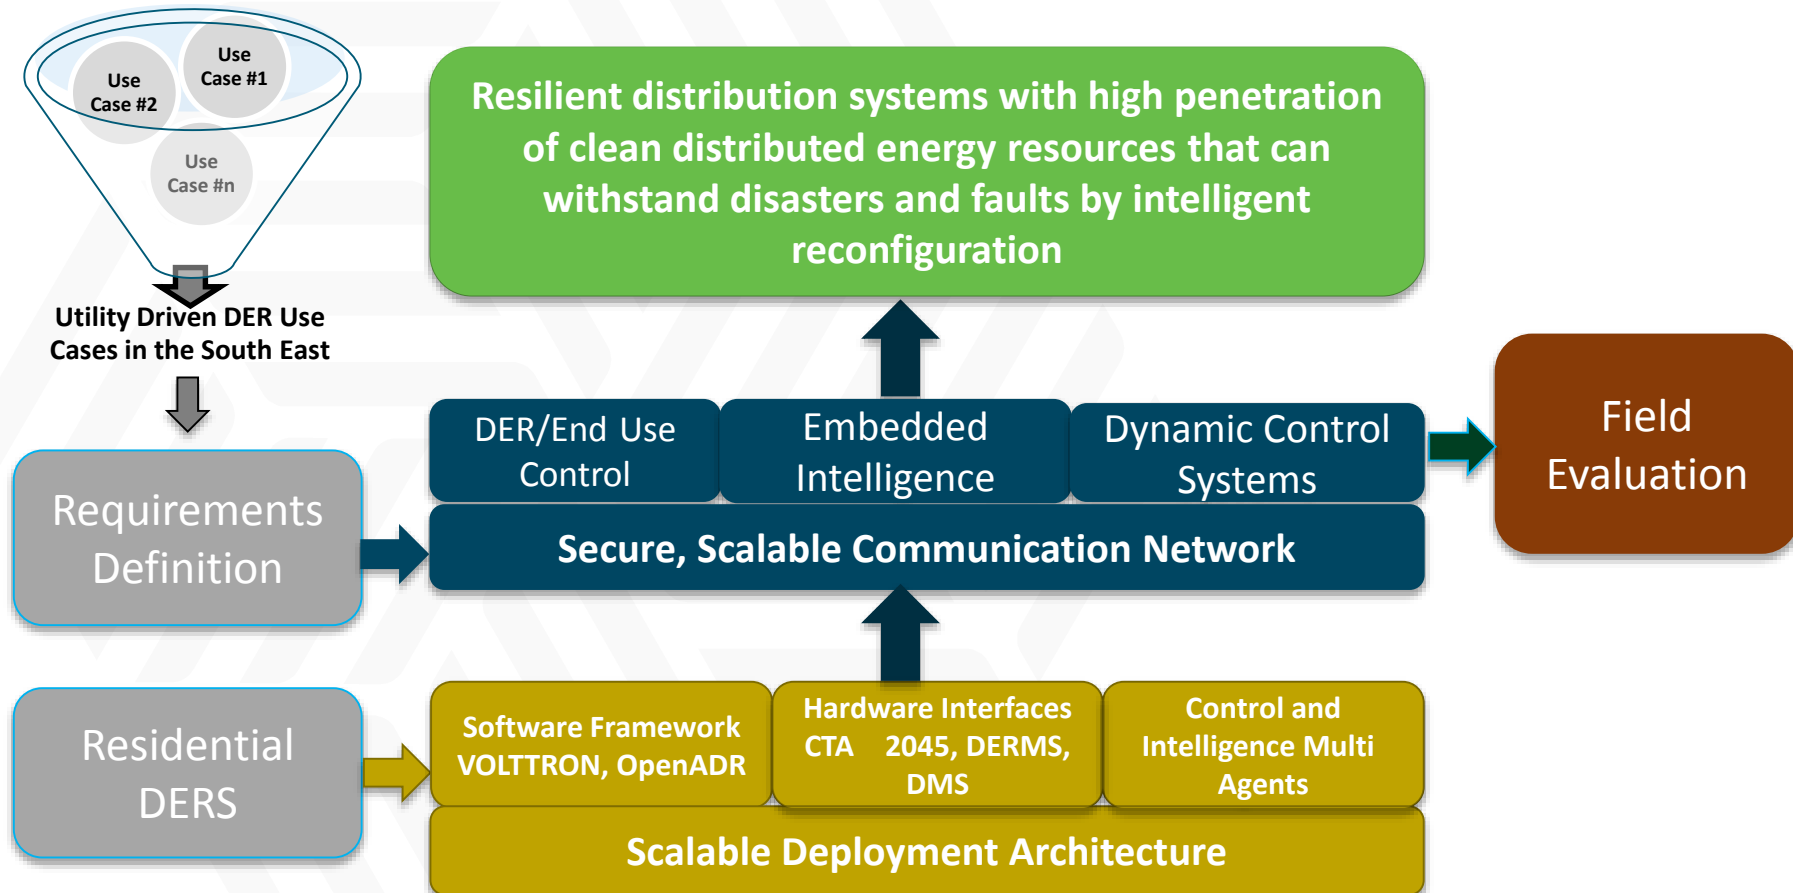 Use
Case #1
Use
Case #2
Use
Case #n
Utility Driven DER Use
Cases in the South East
Resilient distribution systems with high penetration
of clean distributed energy resources that can
withstand disasters and faults by intelligent
reconfiguration
Requirements
Definition
DER/End Use
Control
Embedded
Intelligence
Dynamic Control
Systems
Secure, Scalable Communication Network
Field
Evaluation
Residential
DERS
Software Framework
VOLTTRON, OpenADR
Hardware Interfaces
CTA 2045, DERMS,
DMS
Control and
Intelligence Multi
Agents
Scalable Deployment Architecture